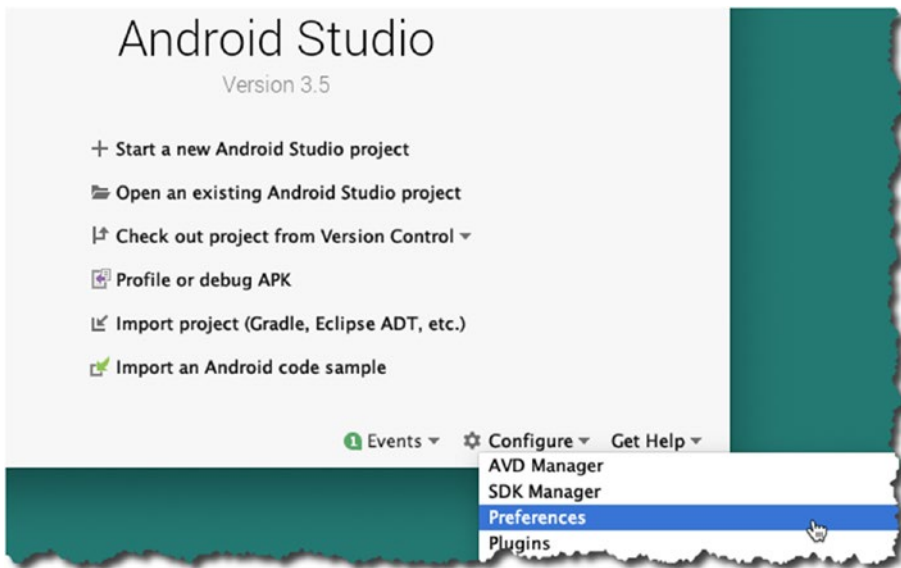 Android Studio
Version 3.5
Start a new Android Studio project
Open an existing Android Studio project
Check out project from Version Control
Profile or debug APK
Import project (Gradle, Eclipse ADT, etc.)
Import an Android code sample
1 Events Configure Get Help
AVD Manager
SDK Manager
Preferences
Plugins